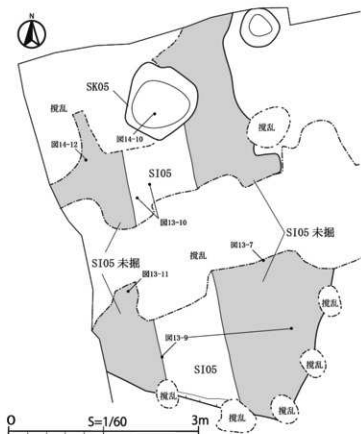 N
SK05
攪乱
図14-10
攪乱
図14-12
SI05
図13-10
SI05 未掘
SI05 未掘
攪乱
図13-7
図13-11
攪乱
図13-9
SI05
攪乱
攪乱
攪乱
攪乱
0 S=1/60 3m